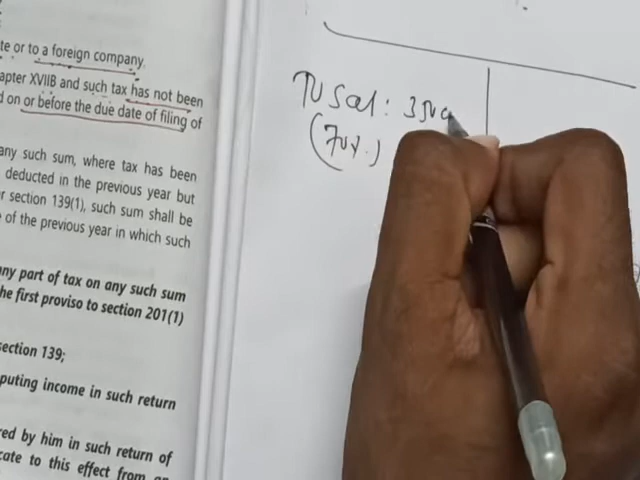 te or to a foreign company.
apter XVIIB and such tax has not been
d on or before the due date of filing of
any such sum, where tax has been
deducted in the previous year but
r section 139(1), such sum shall be
of the previous year in which such
ny part of tax on any such sum
he first proviso to section 201(1)
section 139;
puting income in such return
red by him in such return of
cate to this effect from an
To Sal: 350
(70%)